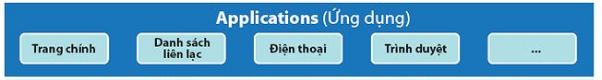 Applications (Ứng dụng)
Trang chính
Danh sách
liên lạc
Điện thoại
Trình duyệt
...